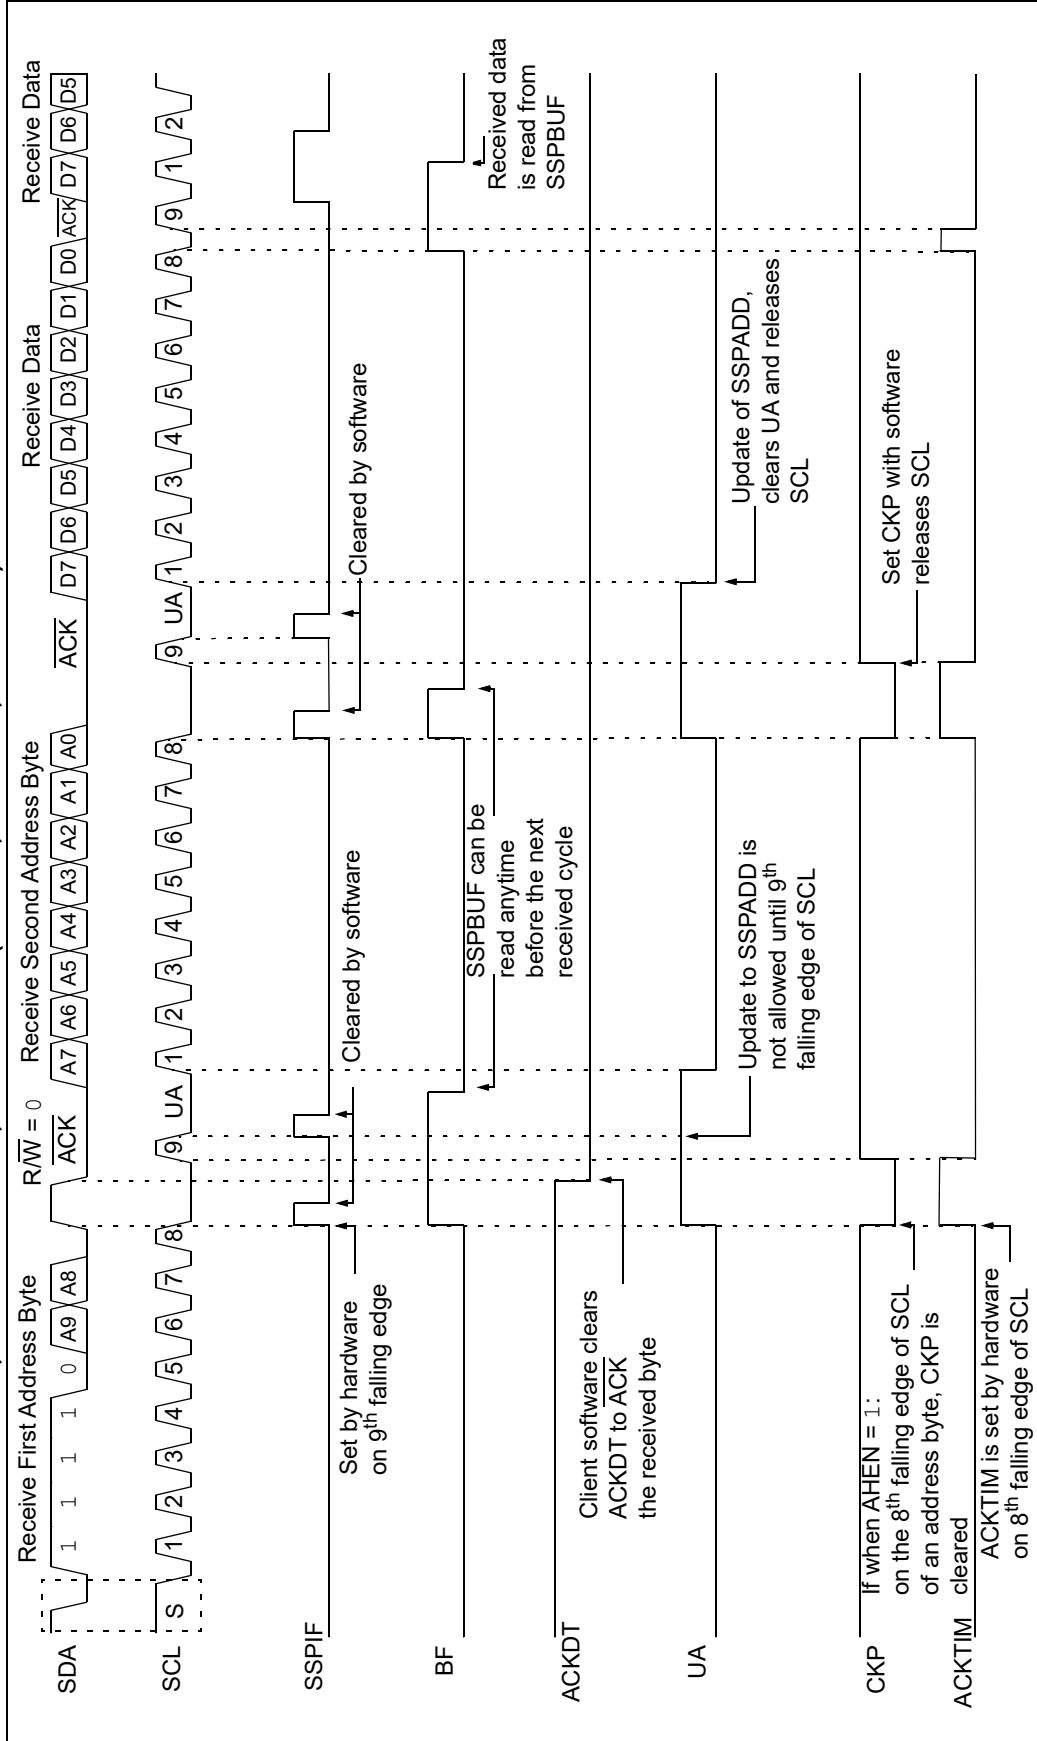 Receive First Address Byte
R/W = 0
Receive Second Address Byte
Receive Data
Receive Data
SDA
1 1 1 1 0 A9 A8
ACK
A7 A6 A5 A4 A3 A2 A1 A0
ACK
D7 D6 D5 D4 D3 D2 D1 D0
ACK
D7 D6 D5
SCL
S 1 2 3 4 5 6 7 8 9 UA 1 2 3 4 5 6 7 8 9 UA 1 2 3 4 5 6 7 8 9 1 2
SSPIF
Set by hardware
on 9th falling edge
Cleared by software
Cleared by software
BF
SSPBUF can be
read anytime
before the next
received cycle
Received data
is read from
SSPBUF
ACKDT
Client software clears
ACKDT to ACK
the received byte
UA
Update to SSPADD is
not allowed until 9th
falling edge of SCL
Update of SSPADD,
clears UA and releases
SCL
CKP
If when AHEN = 1:
on the 8th falling edge of SCL
of an address byte, CKP is
cleared
Set CKP with software
releases SCL
ACKTIM
ACKTIM is set by hardware
on 8th falling edge of SCL